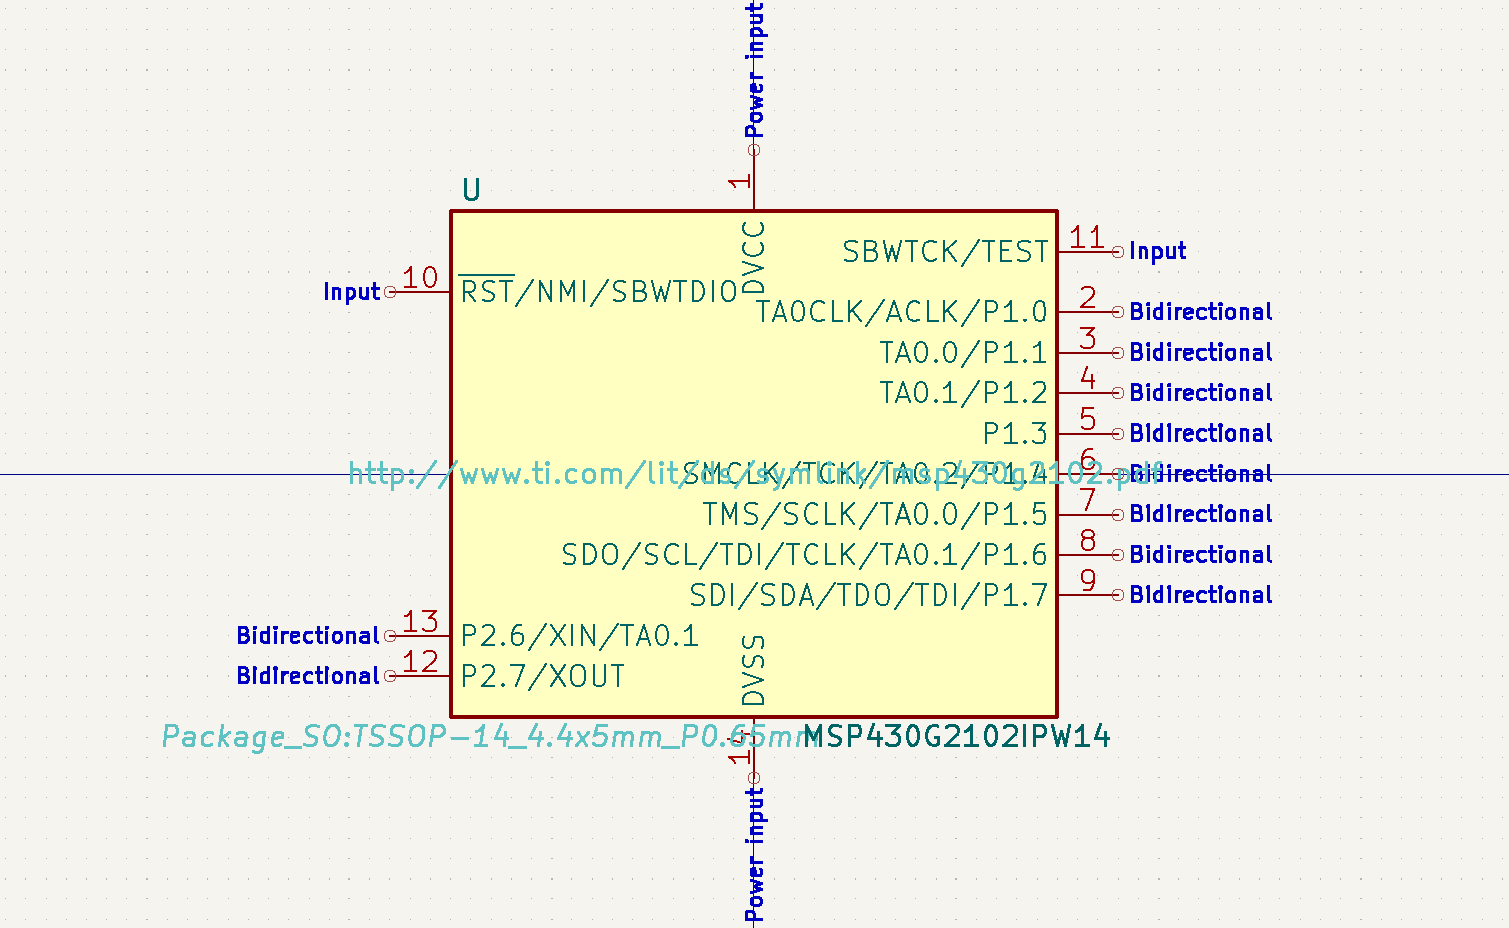 Power input
1
U
DVCC
SBWTCK/TEST 11 Input
Input 10 RST/NMI/SBWTDIO
TA0CLK/ACLK/P1.0 2 Bidirectional
TA0.0/P1.1 3 Bidirectional
TA0.1/P1.2 4 Bidirectional
P1.3 5 Bidirectional
SMCLK/TCK/TA0.2/P1.4 6 Bidirectional
http://www.ti.com/lit/ds/symlink/msp430g2102.pdf
TMS/SCLK/TA0.0/P1.5 7 Bidirectional
SDO/SCL/TDI/TCLK/TA0.1/P1.6 8 Bidirectional
SDI/SDA/TDO/TDI/P1.7 9 Bidirectional
Bidirectional 13 P2.6/XIN/TA0.1
Bidirectional 12 P2.7/XOUT
DVSS
Package_SO:TSSOP-14_4.4x5mm_P0.65mm
MSP430G2102IPW14
14
Power input